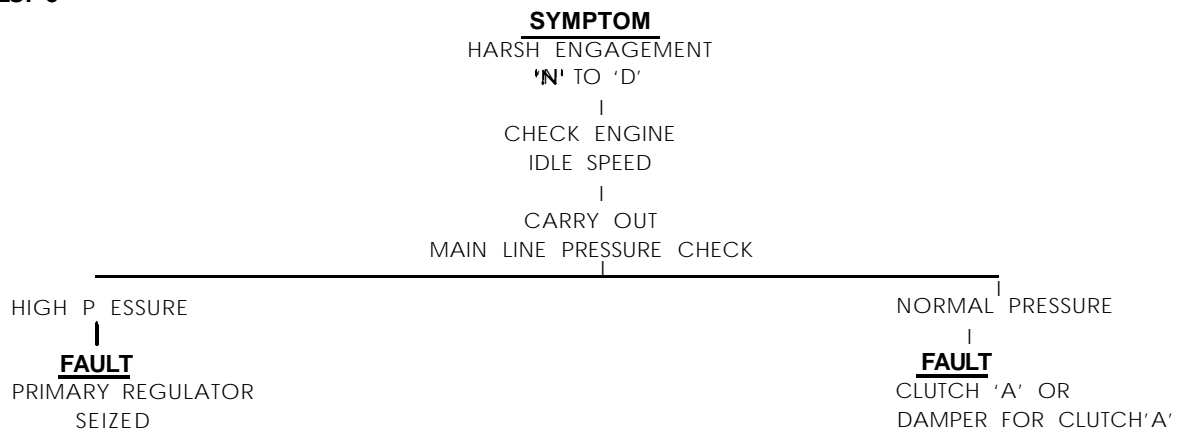 SYMPTOM
HARSH ENGAGEMENT
'N' TO 'D'
CHECK ENGINE
IDLE SPEED
CARRY OUT
MAIN LINE PRESSURE CHECK
HIGH P ESSURE
NORMAL PRESSURE
FAULT
FAULT
PRIMARY REGULATOR
SEIZED
CLUTCH 'A' OR
DAMPER FOR CLUTCH'A'